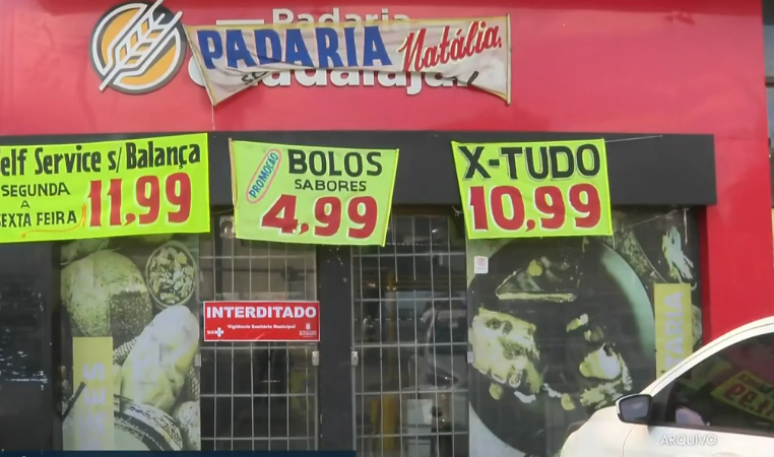 Padaria
PADARIA Natália.
elf Service s/ Balança
SEGUNDA
A
SEXTA FEIRA
11,99
PROMOÇÃO
BOLOS
SABORES
4,99
X-TUDO
10,99
INTERDITADO
Vigilância Sanitária Municipal
ARQUIVO